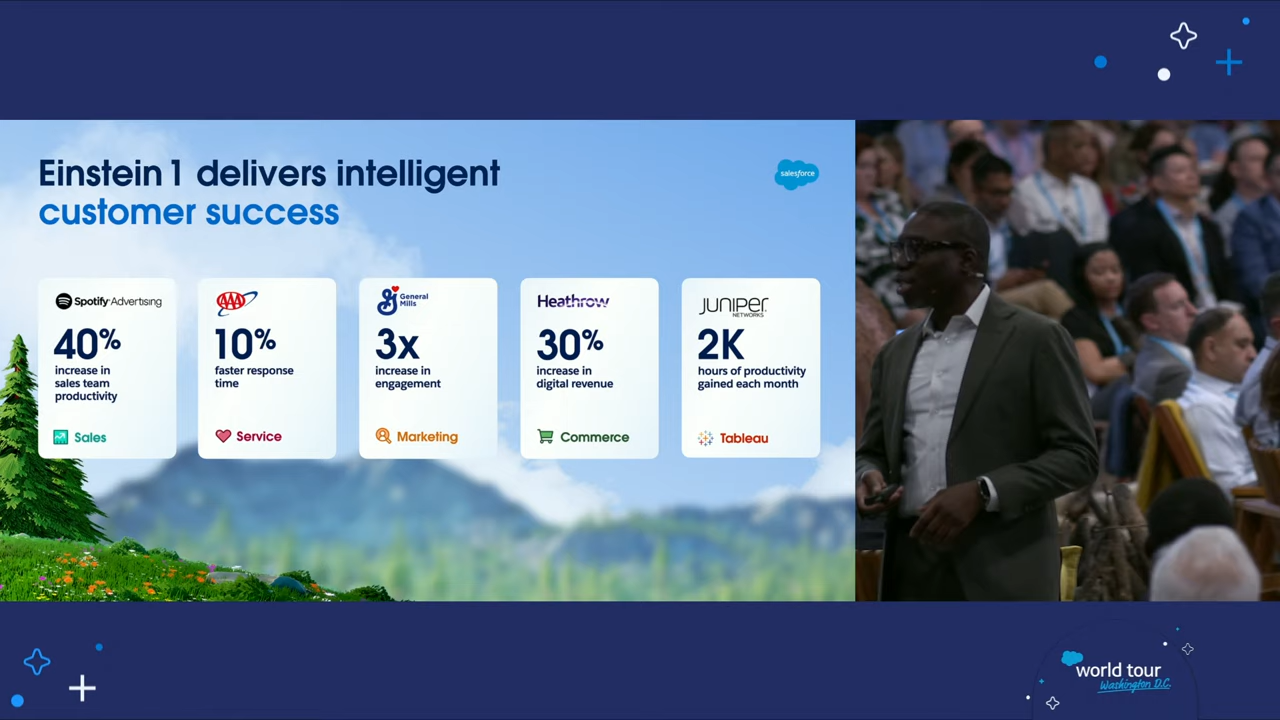 Einstein 1 delivers intelligent
customer success
salesforce
Spotify Advertising
40%
increase in
sales team
productivity
Sales
AAA
10%
faster response
time
Service
General
Mills
3x
increase in
engagement
Marketing
Heathrow
30%
increase in
digital revenue
Commerce
JUNIPER
NETWORKS
2K
hours of productivity
gained each month
Tableau
world tour
Washington D.C.